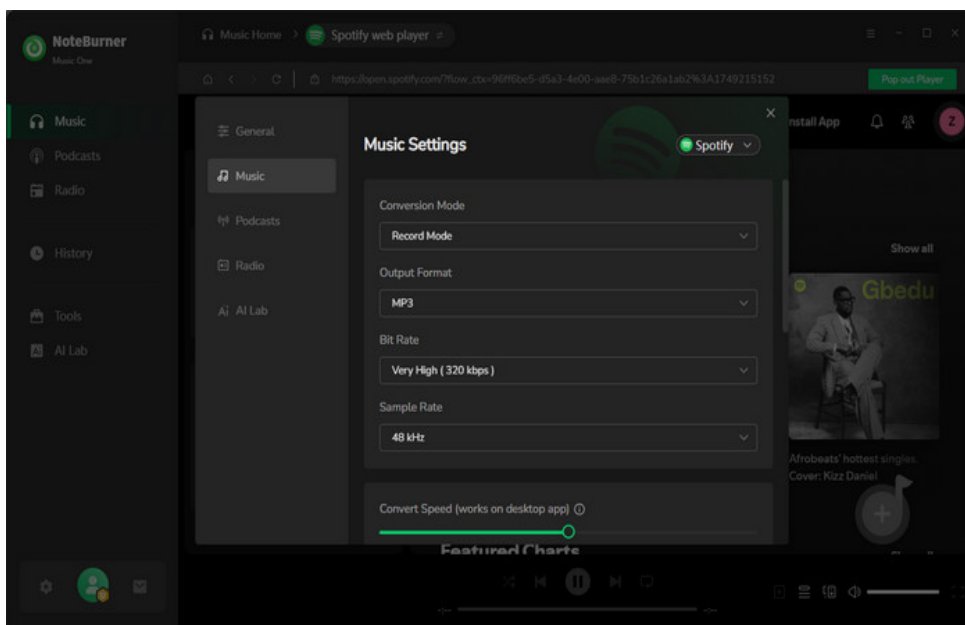 NoteBurner
Music One
Music Home > Spotify web player
https://open.spotify.com/?flow_ctx=96ff6be5-d5a3-4e00-aae8-75b1c26a1ab2%3A1749215152
Pop out Player
Music
Podcasts
Radio
History
Tools
AI Lab
nstall App
Z
General
Music
Podcasts
Radio
AI Lab
Music Settings
Spotify
Conversion Mode
Record Mode
Output Format
MP3
Bit Rate
Very High ( 320 kbps )
Sample Rate
48 kHz
Convert Speed (works on desktop app)
Show all
Gbedu
Afrobeats' hottest singles.
Cover: Kizz Daniel
Featured Charts
--:--
--:--